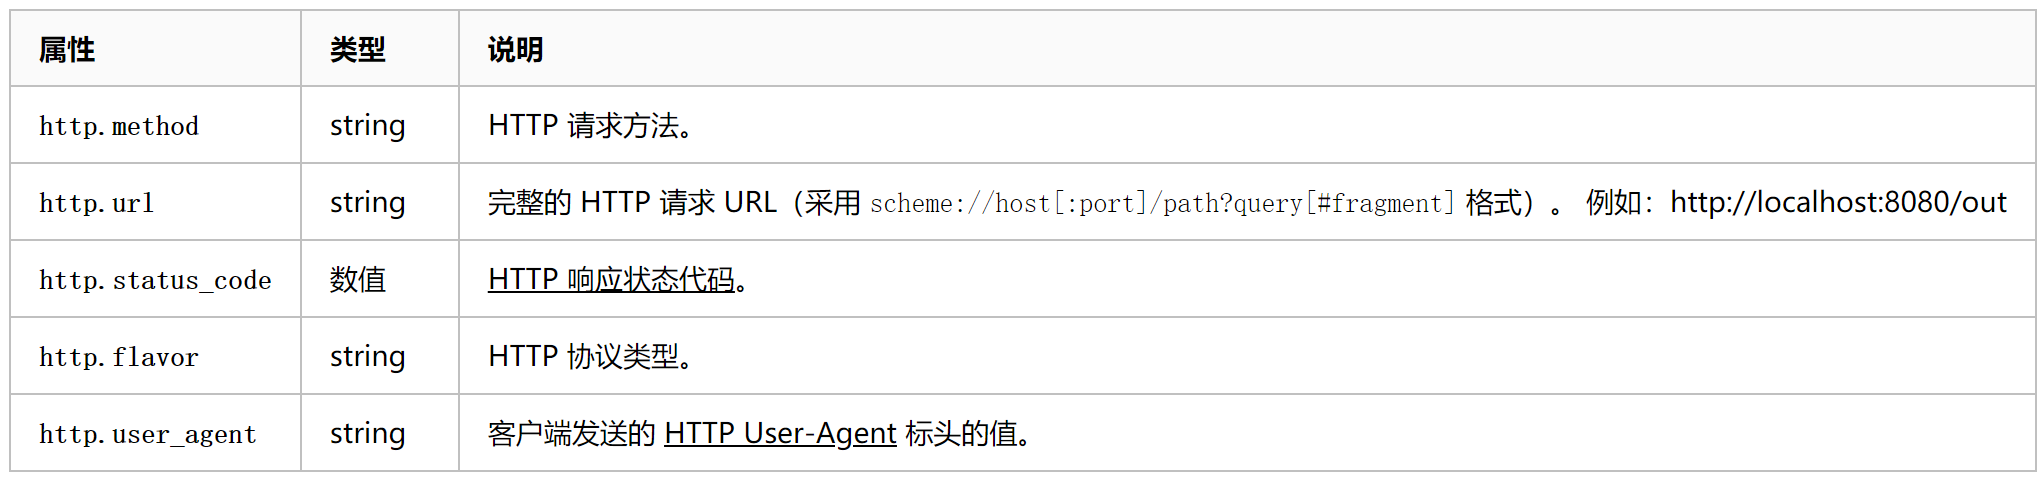 属性 类型 说明
http.method string HTTP 请求方法。
http.url string 完整的 HTTP 请求 URL（采用 scheme://host[:port]/path?query[#fragment] 格式）。 例如：http://localhost:8080/out
http.status_code 数值 HTTP 响应状态代码。
http.flavor string HTTP 协议类型。
http.user_agent string 客户端发送的 HTTP User-Agent 标头的值。